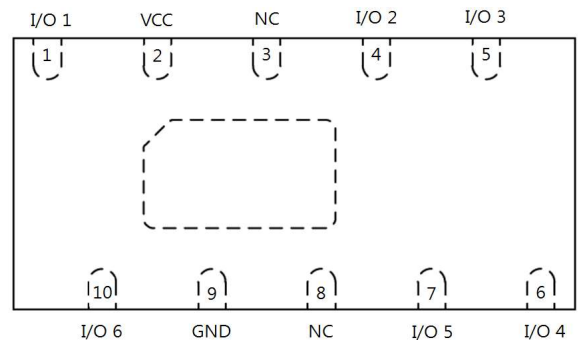 I/O 1 VCC NC I/O 2 I/O 3
1 2 3 4 5
10 9 8 7 6
I/O 6 GND NC I/O 5 I/O 4